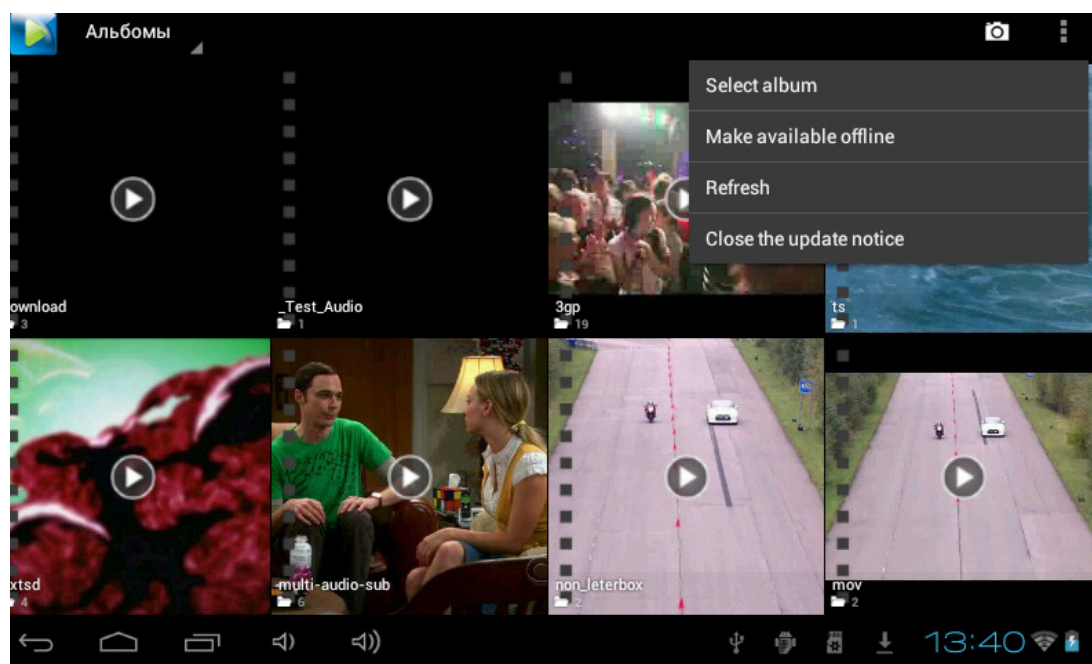 Альбомы
Select album
Make available offline
Refresh
Close the update notice
ownload
3
_Test_Audio
1
3gp
19
ts
1
xtsd
4
-multi-audio-sub
6
non_leterbox
2
mov
2
13:40